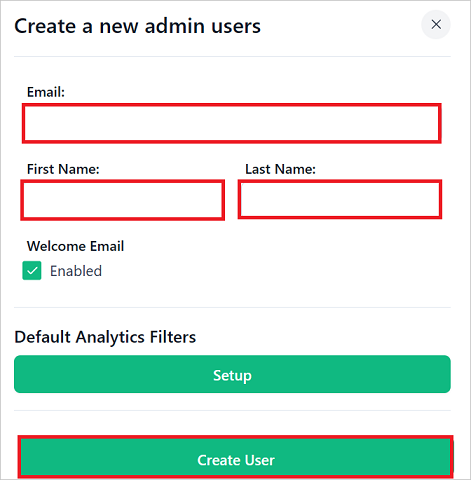 Create a new admin users
Email:
First Name: Last Name:
Welcome Email
Enabled
Default Analytics Filters
Setup
Create User